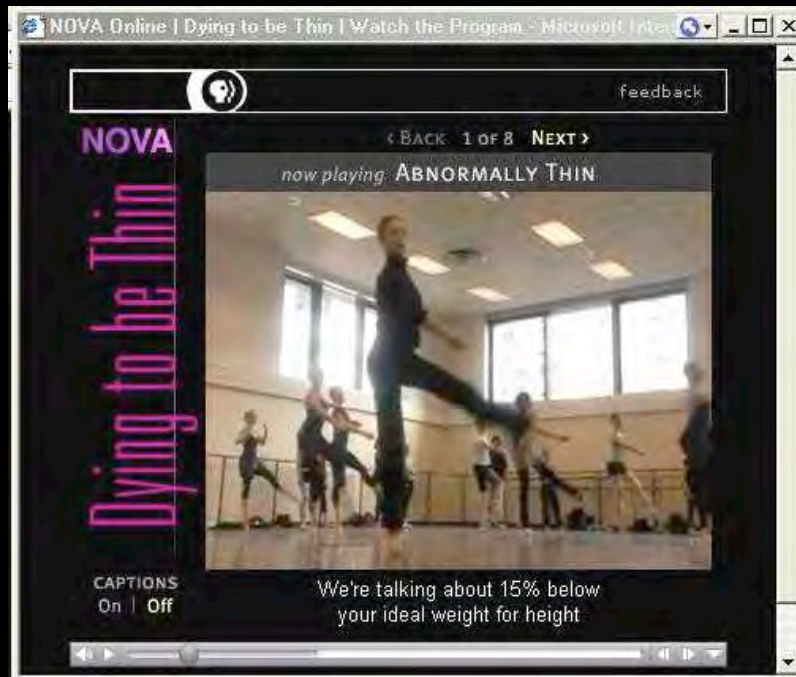 NOVA Online | Dying to be Thin | Watch the Program - Microsoft Inter
feedback
NOVA
< BACK 1 OF 8 NEXT >
now playing ABNORMALLY THIN
Dying to be Thin
CAPTIONS
On | Off
We're talking about 15% below
your ideal weight for height